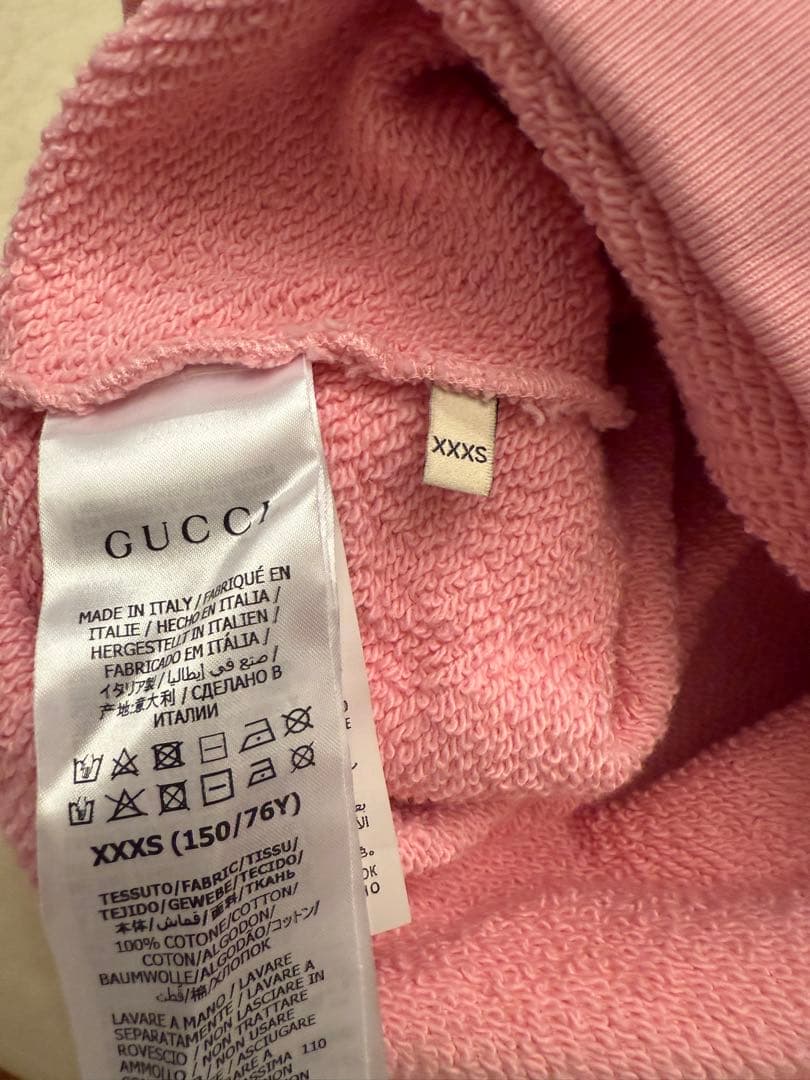 XXXS
GUCCI
MADE IN ITALY / FABRIQUÉ EN
ITALIE / HECHO EN ITALIA /
HERGESTELLT IN ITALIEN /
FABRICADO EM ITÁLIA /
イタリア製 / صنع في إيطاليا /
产地:意大利 / СДЕЛАНО В
ИТАЛИИ
XXXS (150/76Y)
TESSUTO/FABRIC/TISSU/
TEJIDO/GEWEBE/TECIDO/
本体/قماش/面料/ТКАНЬ
100% COTONE/COTTON/
COTON/ALGODON/
BAUMWOLLE/ALGODÃO/コットン/
قطن/棉/ХЛОПОК
LAVARE A MANO / LAVARE
SEPARATAMENTE / LAVARE A
ROVESCIO / NON LASCIARE IN
AMMOLLO / NON TRATTARE
/ NON USARE
/ ASCIUGARE
110